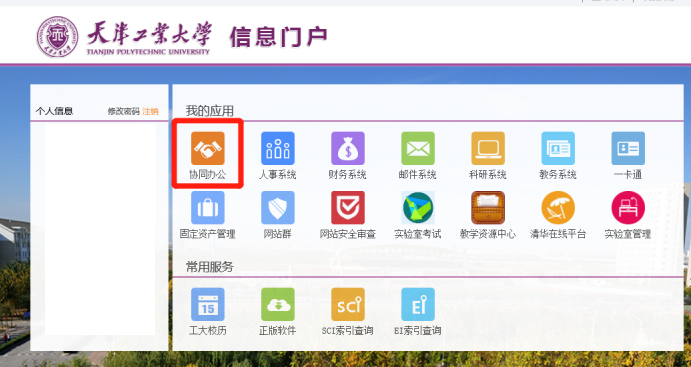 天津工业大学 信息门户
TIANJIN POLYTECHNIC UNIVERSITY
个人信息 修改密码 注销
我的应用
协同办公 人事系统 财务系统 邮件系统 科研系统 教务系统 一卡通
固定资产管理 网站群 网站安全审查 实验室考试 教学资源中心 清华在线平台 实验室管理
常用服务
15 SCI EI
工大校历 正版软件 SCI索引查询 EI索引查询